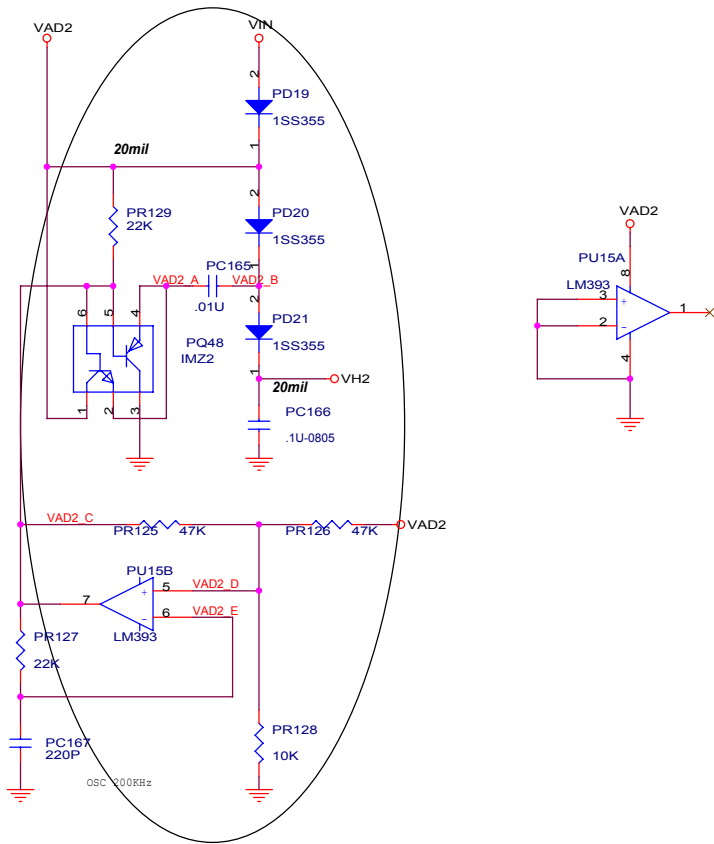 VAD2
VIN
2
PD19
1SS355
1
20mil
2
PD20
1SS355
1
PR129
22K
VAD2_A
PC165
VAD2_B
.01U
2
PD21
1SS355
1
6
5
4
PQ48
IMZ2
1
2
3
20mil
VH2
PC166
.1U-0805
VAD2
PU15A
8
LM393
3
+
2
-
1
4
VAD2_C
PR125
47K
PR126
47K
VAD2
PU15B
7
5
+
VAD2_D
6
-
VAD2_E
LM393
PR127
22K
PC167
220P
PR128
10K
OSC 200KHz